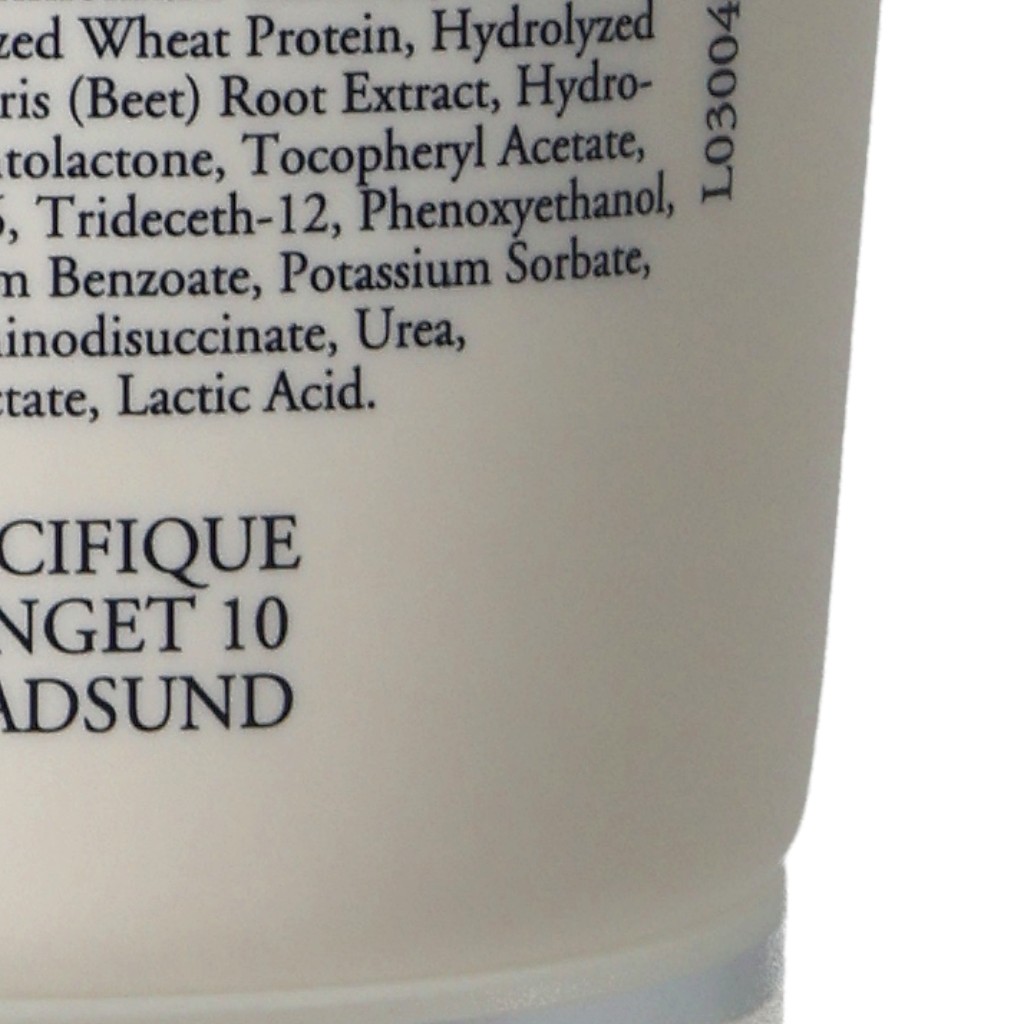 zed Wheat Protein, Hydrolyzed
ris (Beet) Root Extract, Hydro-
tolactone, Tocopheryl Acetate,
, Trideceth-12, Phenoxyethanol,
m Benzoate, Potassium Sorbate,
inodisuccinate, Urea,
tate, Lactic Acid.
CIFIQUE
NGET 10
ADSUND
L03004